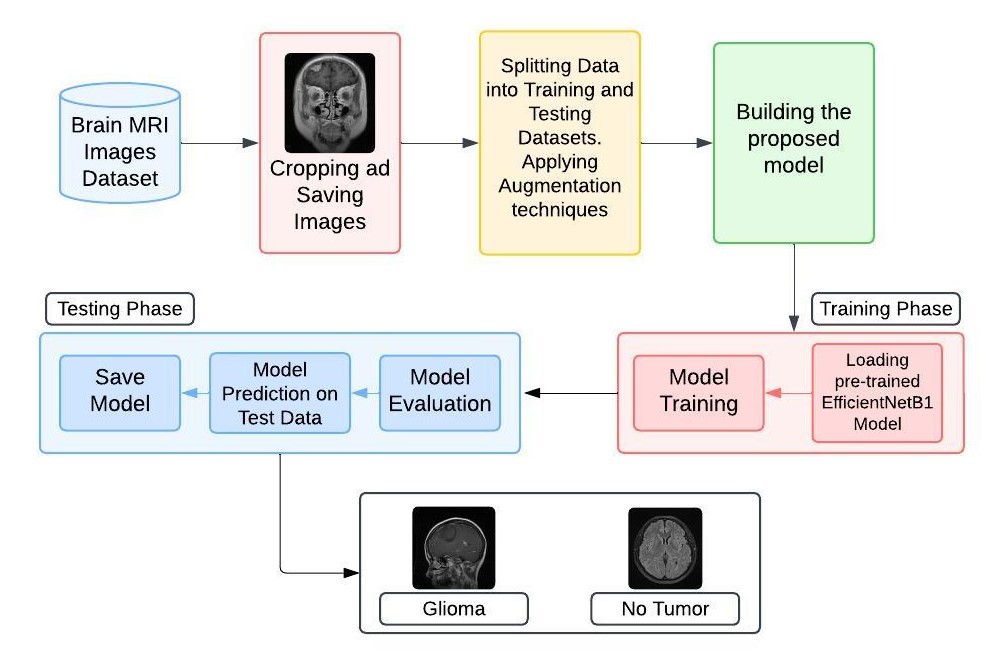 Brain MRI
Images
Dataset
Cropping ad
Saving
Images
Splitting Data
into Training and
Testing
Datasets.
Applying
Augmentation
techniques
Building the
proposed
model
Testing Phase
Training Phase
Save
Model
Model
Prediction on
Test Data
Model
Evaluation
Model
Training
Loading
pre-trained
EfficientNetB1
Model
Glioma
No Tumor